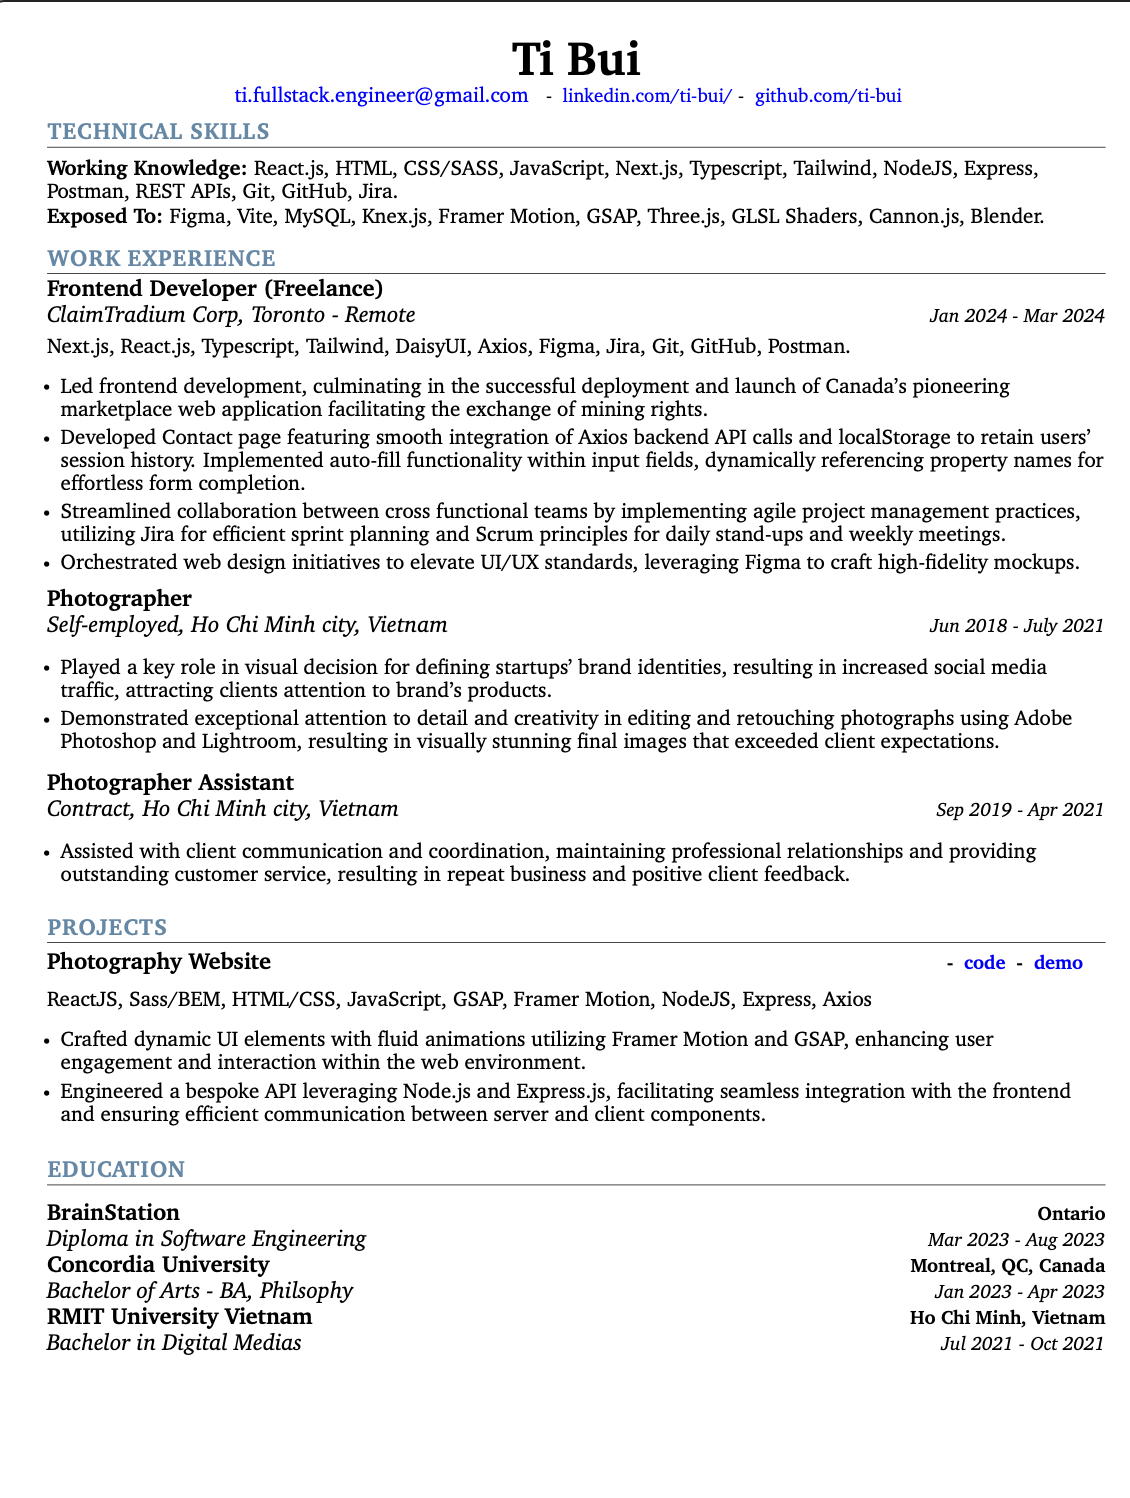 Ti Bui
ti.fullstack.engineer@gmail.com - linkedin.com/ti-bui/ - github.com/ti-bui
TECHNICAL SKILLS
Working Knowledge: React.js, HTML, CSS/SASS, JavaScript, Next.js, Typescript, Tailwind, NodeJS, Express,
Postman, REST APIs, Git, GitHub, Jira.
Exposed To: Figma, Vite, MySQL, Knex.js, Framer Motion, GSAP, Three.js, GLSL Shaders, Cannon.js, Blender.
WORK EXPERIENCE
Frontend Developer (Freelance)
ClaimTradium Corp, Toronto - Remote Jan 2024 - Mar 2024
Next.js, React.js, Typescript, Tailwind, DaisyUI, Axios, Figma, Jira, Git, GitHub, Postman.
• Led frontend development, culminating in the successful deployment and launch of Canada’s pioneering
marketplace web application facilitating the exchange of mining rights.
• Developed Contact page featuring smooth integration of Axios backend API calls and localStorage to retain users’
session history. Implemented auto-fill functionality within input fields, dynamically referencing property names for
effortless form completion.
• Streamlined collaboration between cross functional teams by implementing agile project management practices,
utilizing Jira for efficient sprint planning and Scrum principles for daily stand-ups and weekly meetings.
• Orchestrated web design initiatives to elevate UI/UX standards, leveraging Figma to craft high-fidelity mockups.
Photographer
Self-employed, Ho Chi Minh city, Vietnam Jun 2018 - July 2021
• Played a key role in visual decision for defining startups’ brand identities, resulting in increased social media
traffic, attracting clients attention to brand’s products.
• Demonstrated exceptional attention to detail and creativity in editing and retouching photographs using Adobe
Photoshop and Lightroom, resulting in visually stunning final images that exceeded client expectations.
Photographer Assistant
Contract, Ho Chi Minh city, Vietnam Sep 2019 - Apr 2021
• Assisted with client communication and coordination, maintaining professional relationships and providing
outstanding customer service, resulting in repeat business and positive client feedback.
PROJECTS
Photography Website - code - demo
ReactJS, Sass/BEM, HTML/CSS, JavaScript, GSAP, Framer Motion, NodeJS, Express, Axios
• Crafted dynamic UI elements with fluid animations utilizing Framer Motion and GSAP, enhancing user
engagement and interaction within the web environment.
• Engineered a bespoke API leveraging Node.js and Express.js, facilitating seamless integration with the frontend
and ensuring efficient communication between server and client components.
EDUCATION
BrainStation Ontario
Diploma in Software Engineering Mar 2023 - Aug 2023
Concordia University Montreal, QC, Canada
Bachelor of Arts - BA, Philsophy Jan 2023 - Apr 2023
RMIT University Vietnam Ho Chi Minh, Vietnam
Bachelor in Digital Medias Jul 2021 - Oct 2021